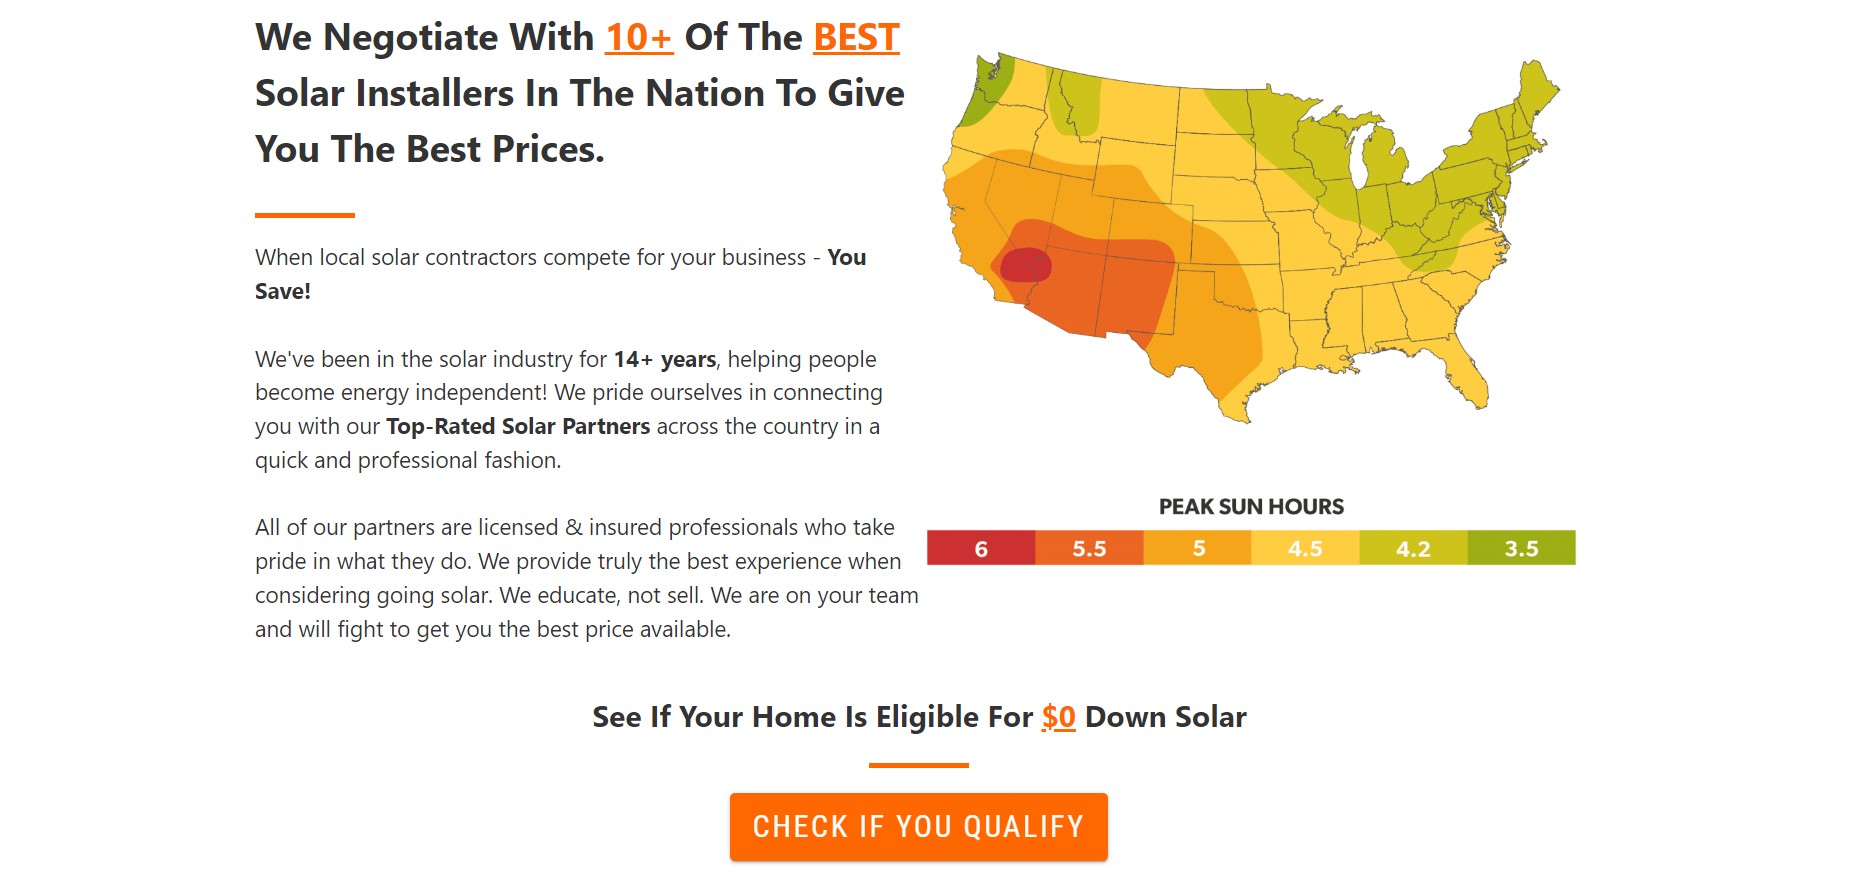 We Negotiate With 10+ Of The BEST
Solar Installers In The Nation To Give
You The Best Prices.
When local solar contractors compete for your business - You
Save!
We've been in the solar industry for 14+ years, helping people
become energy independent! We pride ourselves in connecting
you with our Top-Rated Solar Partners across the country in a
quick and professional fashion.
All of our partners are licensed & insured professionals who take
pride in what they do. We provide truly the best experience when
considering going solar. We educate, not sell. We are on your team
and will fight to get you the best price available.
PEAK SUN HOURS
6 5.5 5 4.5 4.2 3.5
See If Your Home Is Eligible For $0 Down Solar
CHECK IF YOU QUALIFY